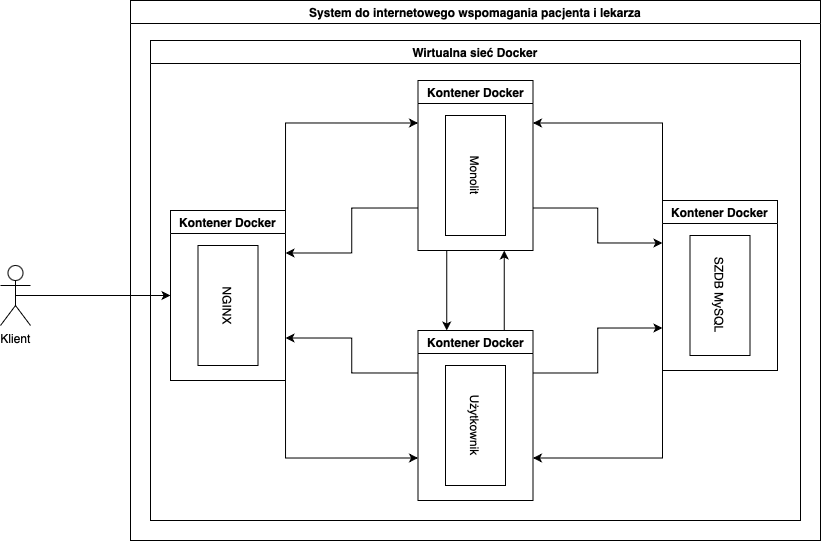 System do internetowego wspomagania pacjenta i lekarza
Wirtualna sieć Docker
Kontener Docker
Monolit
Kontener Docker
NGINX
Kontener Docker
SZDB MySQL
Klient
Kontener Docker
Użytkownik